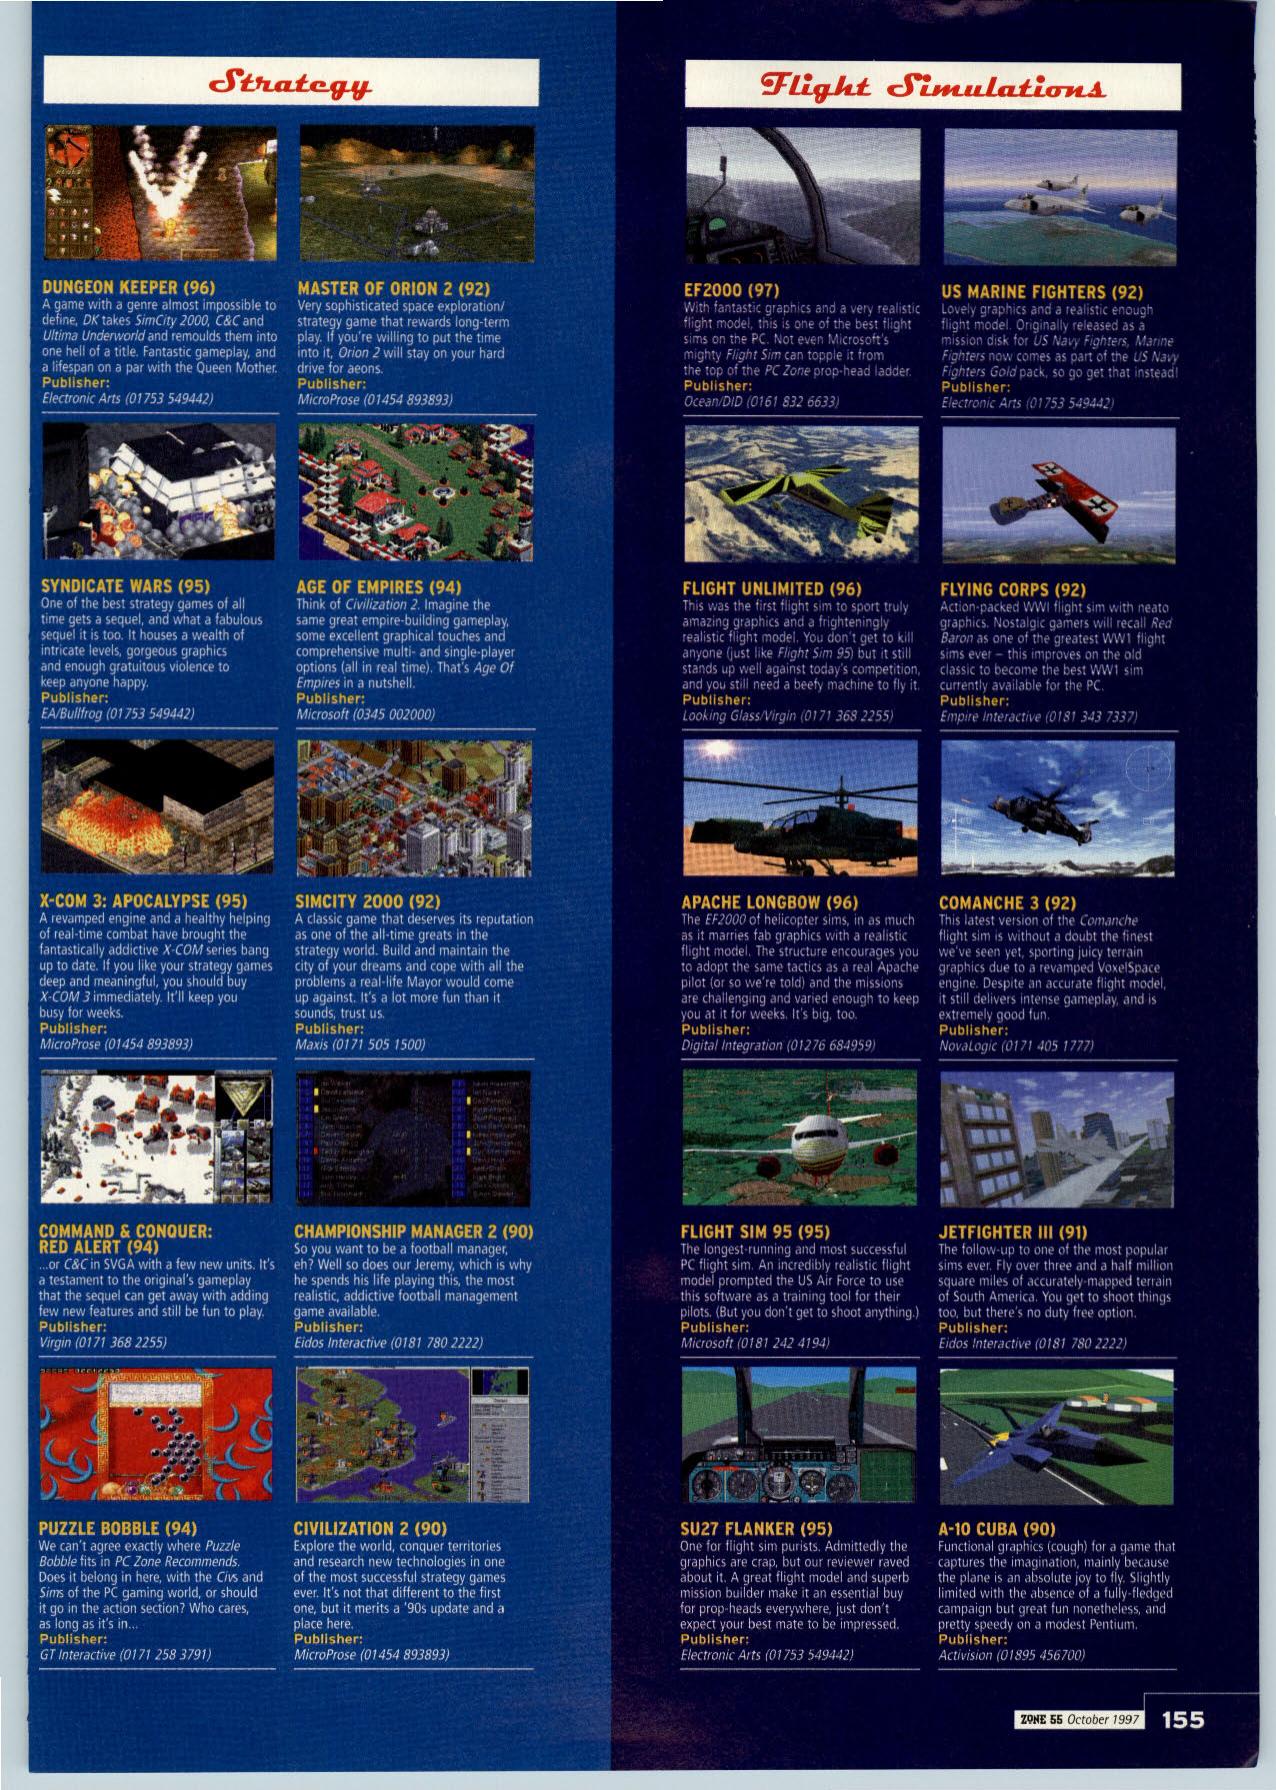 Strategy
DUNGEON KEEPER (96)
A game with a genre almost impossible to
define, DK takes SimCity 2000, C&C and
Ultima Underworld and remoulds them into
one hell of a title. Fantastic gameplay, and
a lifespan on a par with the Queen Mother.
Publisher:
Electronic Arts (01753 549442)
MASTER OF ORION 2 (92)
Very sophisticated space exploration/
strategy game that rewards long-term
play. If you're willing to put the time
into it, Orion 2 will stay on your hard
drive for aeons.
Publisher:
MicroProse (01454 893893)
SYNDICATE WARS (95)
One of the best strategy games of all
time gets a sequel, and what a fabulous
sequel it is too. It houses a wealth of
intricate levels, gorgeous graphics
and enough gratuitous violence to
keep anyone happy.
Publisher:
EA/Bullfrog (01753 549442)
AGE OF EMPIRES (94)
Think of Civilization 2. Imagine the
same great empire-building gameplay,
some excellent graphical touches and
comprehensive multi- and single-player
options (all in real time). That's Age Of
Empires in a nutshell.
Publisher:
Microsoft (0345 002000)
X-COM 3: APOCALYPSE (95)
A revamped engine and a healthy helping
of real-time combat have brought the
fantastically addictive X-COM series bang
up to date. If you like your strategy games
deep and meaningful, you should buy
X-COM 3 immediately. It'll keep you
busy for weeks.
Publisher:
MicroProse (01454 893893)
SIMCITY 2000 (92)
A classic game that deserves its reputation
as one of the all-time greats in the
strategy world. Build and maintain the
city of your dreams and cope with all the
problems a real-life Mayor would come
up against. It's a lot more fun than it
sounds, trust us.
Publisher:
Maxis (0171 505 1500)
COMMAND & CONQUER:
RED ALERT (94)
...or C&C in SVGA with a few new units. It's
a testament to the original's gameplay
that the sequel can get away with adding
few new features and still be fun to play.
Publisher:
Virgin (0171 368 2255)
CHAMPIONSHIP MANAGER 2 (90)
So you want to be a football manager,
eh? Well so does our Jeremy, which is why
he spends his life playing this, the most
realistic, addictive football management
game available.
Publisher:
Eidos Interactive (0181 780 2222)
PUZZLE BOBBLE (94)
We can't agree exactly where Puzzle
Bobble fits in PC Zone Recommends.
Does it belong in here, with the Civs and
Sims of the PC gaming world, or should
it go in the action section? Who cares,
as long as it's in...
Publisher:
GT Interactive (0171 258 3791)
CIVILIZATION 2 (90)
Explore the world, conquer territories
and research new technologies in one
of the most successful strategy games
ever. It's not that different to the first
one, but it merits a '90s update and a
place here.
Publisher:
MicroProse (01454 893893)
Flight Simulations
EF2000 (97)
With fantastic graphics and a very realistic
flight model, this is one of the best flight
sims on the PC. Not even Microsoft's
mighty Flight Sim can topple it from
the top of the PC Zone prop-head ladder.
Publisher:
Ocean/DID (0161 832 6633)
US MARINE FIGHTERS (92)
Lovely graphics and a realistic enough
flight model. Originally released as a
mission disk for US Navy Fighters, Marine
Fighters now comes as part of the US Navy
Fighters Gold pack, so go get that instead!
Publisher:
Electronic Arts (01753 549442)
FLIGHT UNLIMITED (96)
This was the first flight sim to sport truly
amazing graphics and a frighteningly
realistic flight model. You don't get to kill
anyone (just like Flight Sim 95) but it still
stands up well against today's competition,
and you still need a beefy machine to fly it.
Publisher:
Looking Glass/Virgin (0171 368 2255)
FLYING CORPS (92)
Action-packed WWI flight sim with neato
graphics. Nostalgic gamers will recall Red
Baron as one of the greatest WW1 flight
sims ever – this improves on the old
classic to become the best WW1 sim
currently available for the PC.
Publisher:
Empire Interactive (0181 343 7337)
APACHE LONGBOW (96)
The EF2000 of helicopter sims, in as much
as it marries fab graphics with a realistic
flight model. The structure encourages you
to adopt the same tactics as a real Apache
pilot (or so we're told) and the missions
are challenging and varied enough to keep
you at it for weeks. It's big, too.
Publisher:
Digital Integration (01276 684959)
COMANCHE 3 (92)
This latest version of the Comanche
flight sim is without a doubt the finest
we've seen yet, sporting juicy terrain
graphics due to a revamped VoxelSpace
engine. Despite an accurate flight model,
it still delivers intense gameplay, and is
extremely good fun.
Publisher:
NovaLogic (0171 405 1777)
FLIGHT SIM 95 (95)
The longest-running and most successful
PC flight sim. An incredibly realistic flight
model prompted the US Air Force to use
this software as a training tool for their
pilots. (But you don't get to shoot anything.)
Publisher:
Microsoft (0181 242 4194)
JETFIGHTER III (91)
The follow-up to one of the most popular
sims ever. Fly over three and a half million
square miles of accurately-mapped terrain
of South America. You get to shoot things
too, but there's no duty free option.
Publisher:
Eidos Interactive (0181 780 2222)
SU27 FLANKER (95)
One for flight sim purists. Admittedly the
graphics are crap, but our reviewer raved
about it. A great flight model and superb
mission builder make it an essential buy
for prop-heads everywhere, just don't
expect your best mate to be impressed.
Publisher:
Electronic Arts (01753 549442)
A-10 CUBA (90)
Functional graphics (cough) for a game that
captures the imagination, mainly because
the plane is an absolute joy to fly. Slightly
limited with the absence of a fully-fledged
campaign but great fun nonetheless, and
pretty speedy on a modest Pentium.
Publisher:
Activision (01895 456700)
ZONE 55 October 1997 155